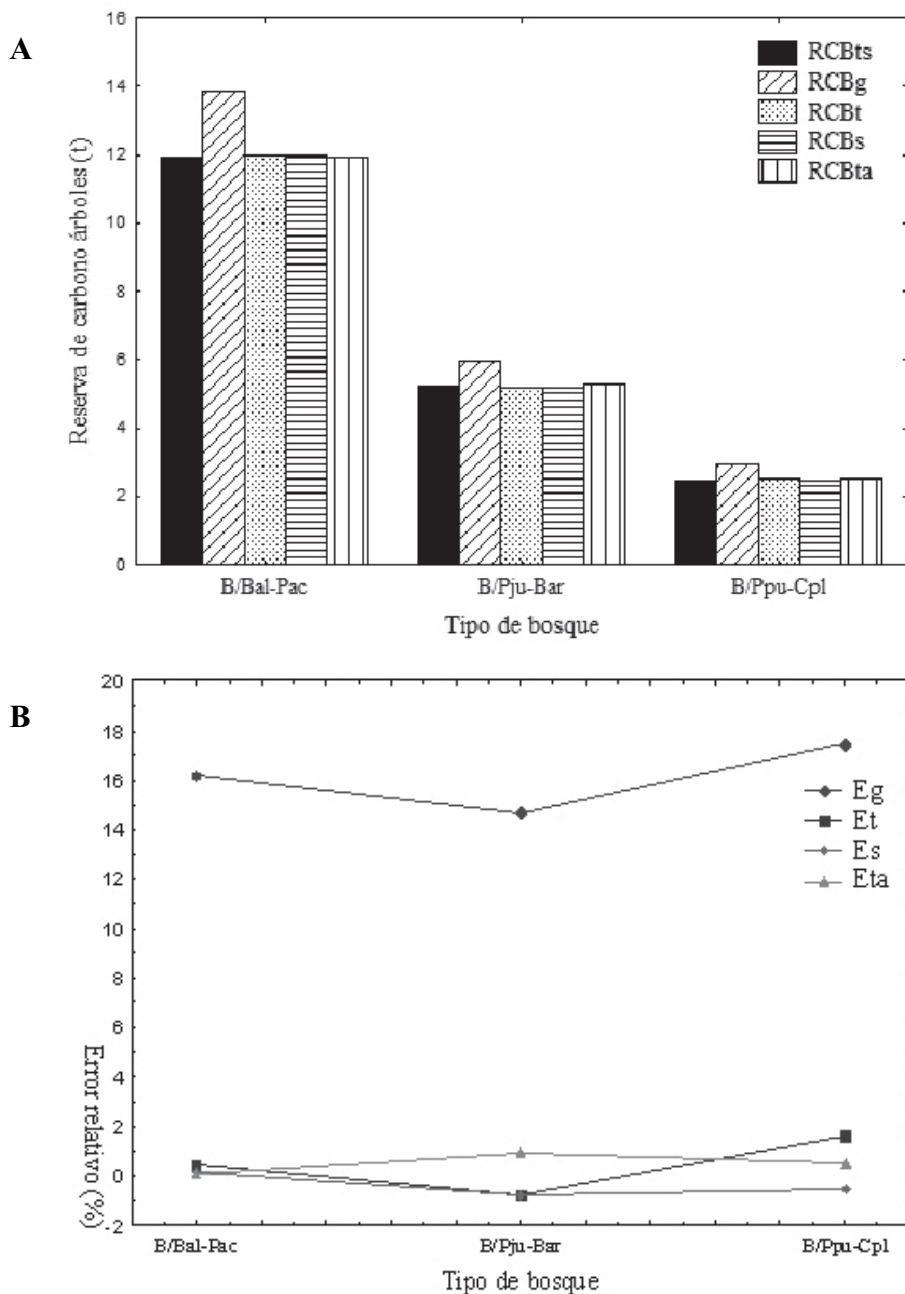 A
16
14
12
10
8
6
4
2
0
Reserva de carbono árboles (t)
RCBts
RCBg
RCBt
RCBs
RCBta
B/Bal-Pac
B/Pju-Bar
B/Ppu-Cpl
Tipo de bosque
B
20
18
16
14
12
10
8
6
4
2
0
-2
Error relativo (%)
Eg
Et
Es
Eta
B/Bal-Pac
B/Pju-Bar
B/Ppu-Cpl
Tipo de bosque